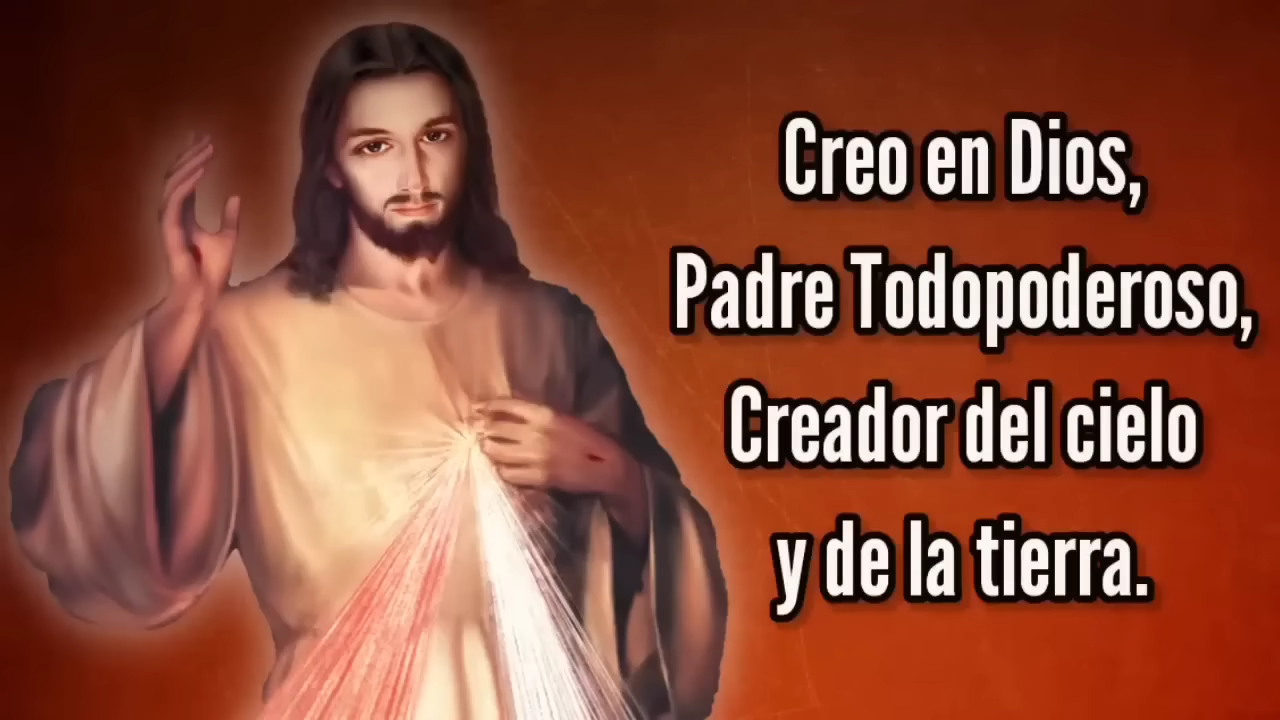 Creo en Dios,
Padre Todopoderoso,
Creador del cielo
y de la tierra.